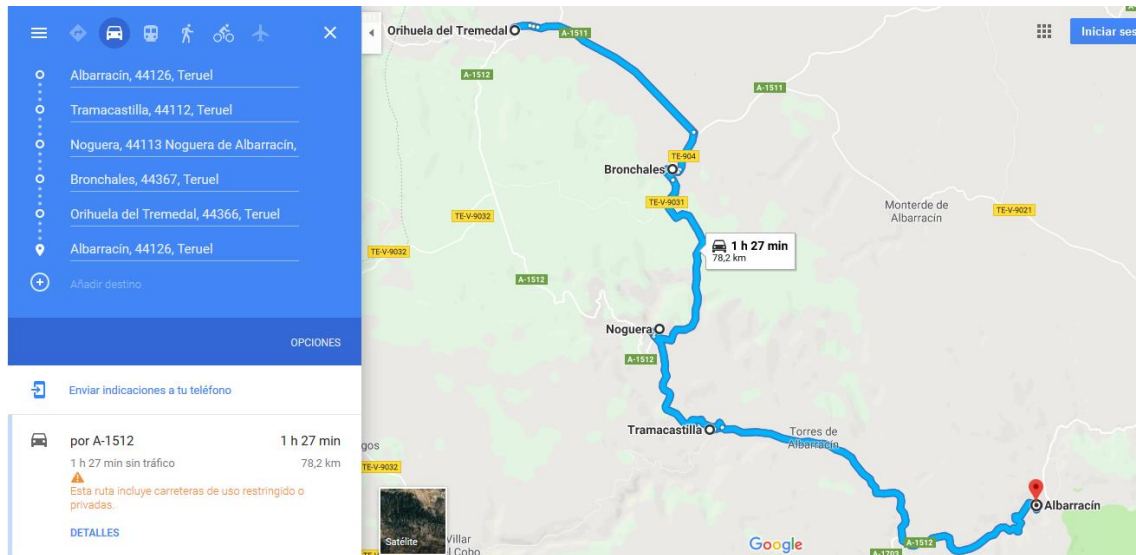 Albarracín, 44126, Teruel
Tramacastilla, 44112, Teruel
Noguera, 44113 Noguera de Albarracín,
Bronchales, 44367, Teruel
Orihuela del Tremedal, 44366, Teruel
Albarracín, 44126, Teruel
Añadir destino
OPCIONES
Enviar indicaciones a tu teléfono
por A-1512
1 h 27 min
1 h 27 min sin tráfico
78,2 km
Esta ruta incluye carreteras de uso restringido o
privadas.
DETALLES
Iniciar ses
Orihuela del Tremedal
A-1511
A-1512
A-1511
TE-904
Bronchales
TE-V-9031
Monterde de
Albarracín
TE-V-9021
TE-V-9032
TE-V-9032
1 h 27 min
78,2 km
A-1512
Noguera
A-1512
Tramacastilla
Torres de
Albarracín
gos
TE-V-9032
Albarracín
Satélite
Villar
l Cobo
Google
A-1512
A-1703